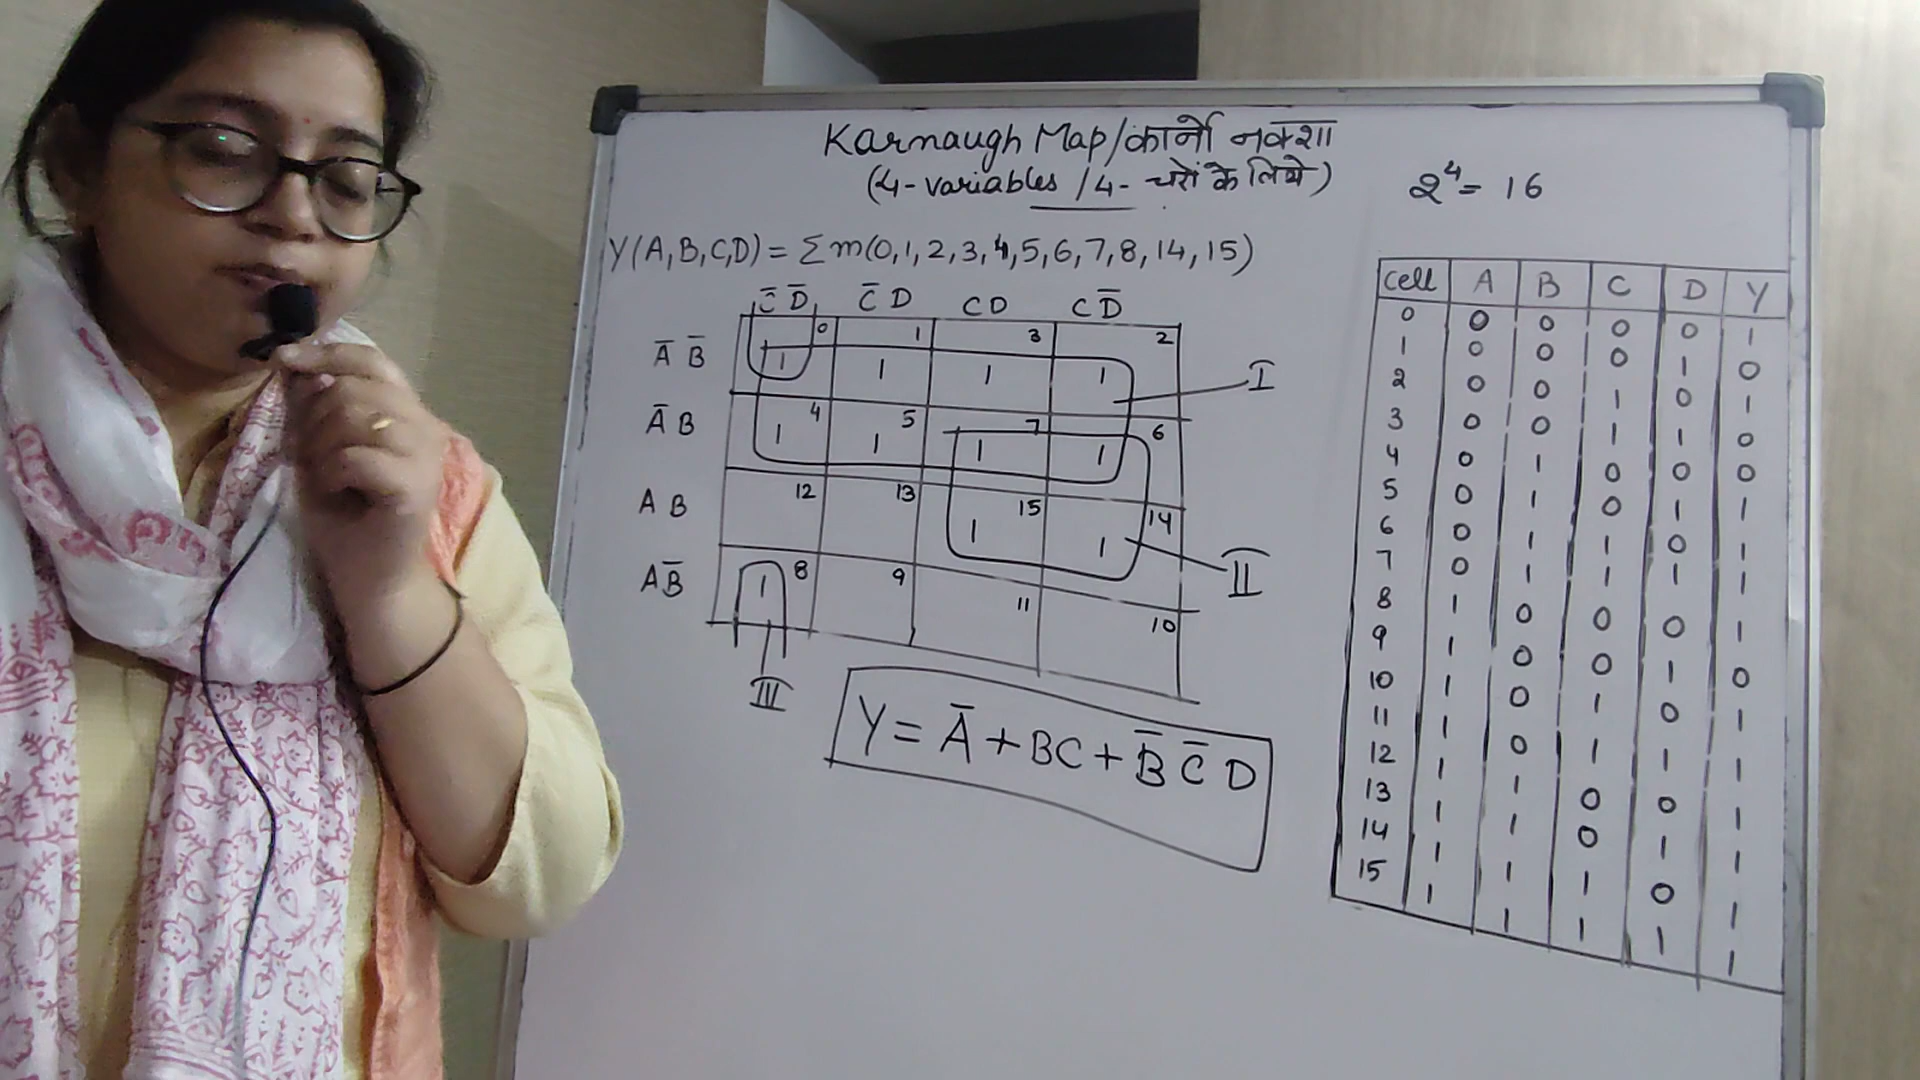 Karnaugh Map/कार्नो नक्शा
(4-variables / 4- चरों के लिये)
2⁴= 16
Y(A,B,C,D) = Σm(0,1,2,3,4,5,6,7,8,14,15)
C̅ D̅ C̅ D C D C D̅
A̅ B̅ 0 1 1 1 3 1 2 1
A̅ B 4 1 5 1 7 1 6 1
A B 12 13 15 1 14 1
A B̅ 8 1 9 11 10
I
II
III
Y = A̅ + BC + B̅ C̅ D
Cell A B C D Y
0 0 0 0 0 1
1 0 0 0 1 0
2 0 0 1 0 1
3 0 0 1 1 0
4 0 1 0 0 0
5 0 1 0 1 1
6 0 1 1 0 1
7 0 1 1 1 1
8 1 0 0 0 1
9 1 0 0 1 0
10 1 0 1 0 1
11 1 0 1 1 1
12 1 1 0 0 1
13 1 1 0 1 1
14 1 1 1 0 1
15 1 1 1 1 1